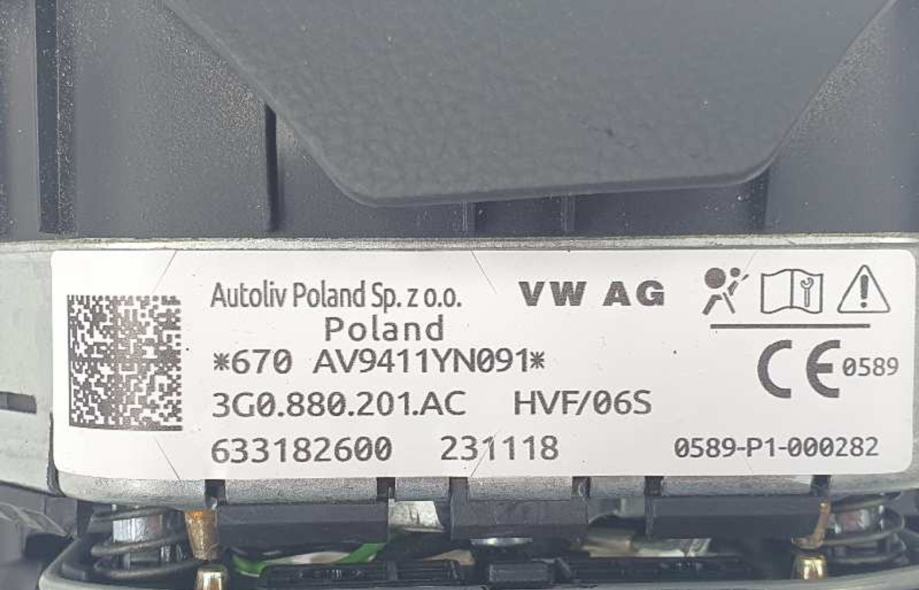 Autoliv Poland Sp. z o.o. VW AG
Poland
*670 AV9411YN091*
CE 0589
3G0.880.201.AC HVF/06S
633182600 231118 0589-P1-000282